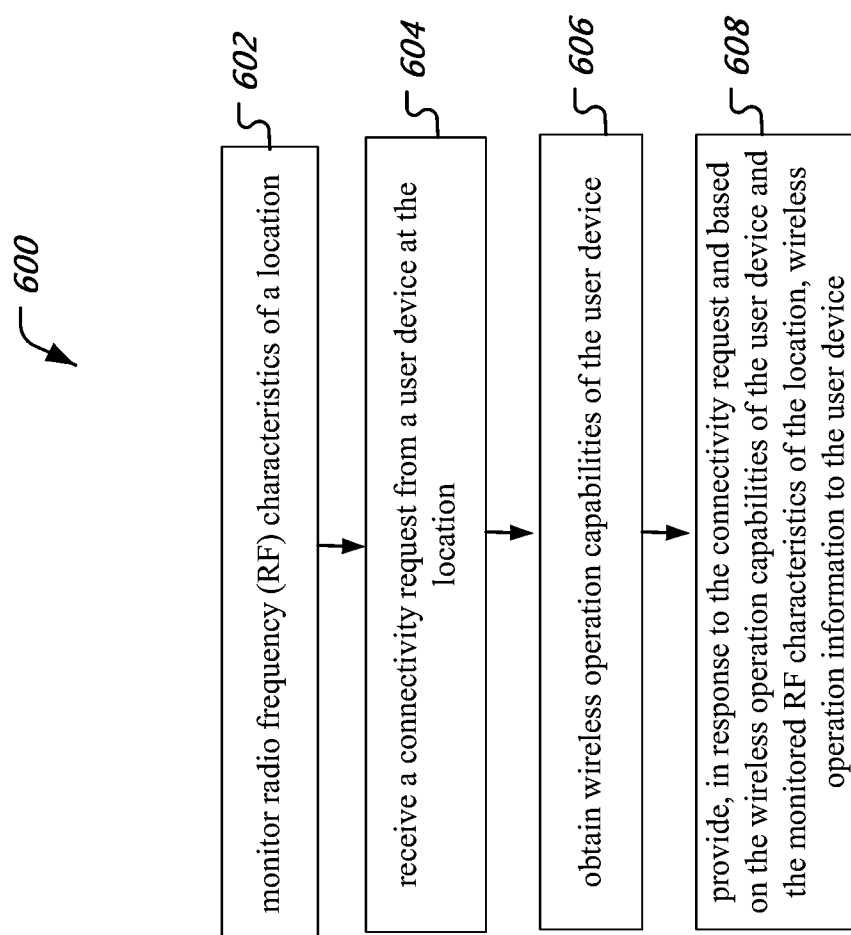 600
602
monitor radio frequency (RF) characteristics of a location
604
receive a connectivity request from a user device at the
location
606
obtain wireless operation capabilities of the user device
608
provide, in response to the connectivity request and based
on the wireless operation capabilities of the user device and
the monitored RF characteristics of the location, wireless
operation information to the user device